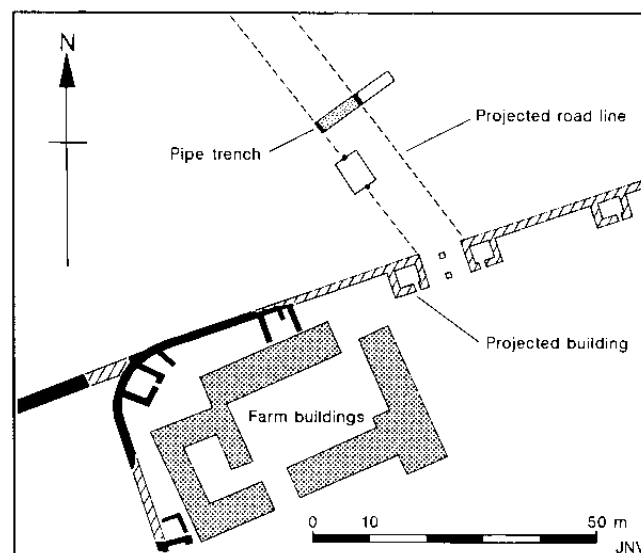 N
Projected road line
Pipe trench
Projected building
Farm buildings
0 10 50 m
JNV